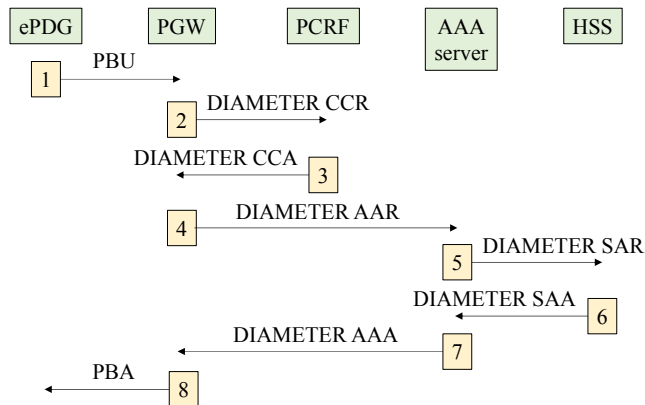 ePDG
PGW
PCRF
AAA
server
HSS
PBU
1
DIAMETER CCR
2
DIAMETER CCA
3
DIAMETER AAR
4
DIAMETER SAR
5
DIAMETER SAA
6
DIAMETER AAA
7
PBA
8